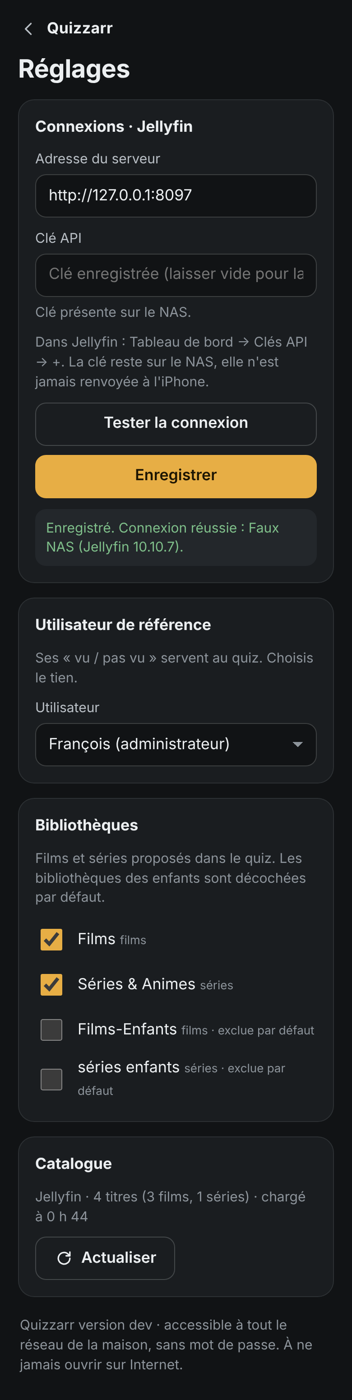 Quizzarr
Réglages
Connexions · Jellyfin
Adresse du serveur
http://127.0.0.1:8097
Clé API
Clé enregistrée (laisser vide pour la
Clé présente sur le NAS.
Dans Jellyfin : Tableau de bord → Clés API
→ +. La clé reste sur le NAS, elle n'est
jamais renvoyée à l'iPhone.
Tester la connexion
Enregistrer
Enregistré. Connexion réussie : Faux
NAS (Jellyfin 10.10.7).
Utilisateur de référence
Ses « vu / pas vu » servent au quiz. Choisis
le tien.
Utilisateur
François (administrateur)
Bibliothèques
Films et séries proposés dans le quiz. Les
bibliothèques des enfants sont décochées
par défaut.
Films films
Séries & Animes séries
Films-Enfants films · exclue par défaut
séries enfants séries · exclue par
défaut
Catalogue
Jellyfin · 4 titres (3 films, 1 séries) · chargé
à 0 h 44
Actualiser
Quizzarr version dev · accessible à tout le
réseau de la maison, sans mot de passe. À ne
jamais ouvrir sur Internet.